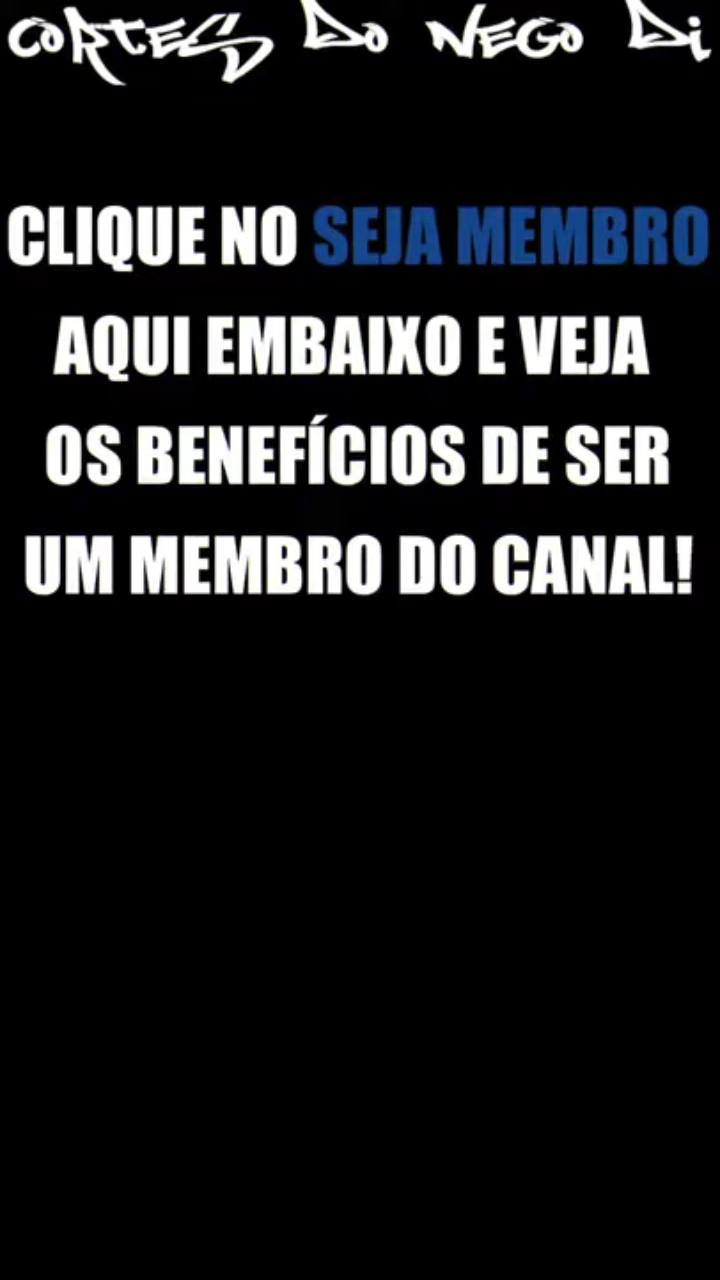 CORTES DO NEGO Di
CLIQUE NO SEJA MEMBRO
AQUI EMBAIXO E VEJA
OS BENEFÍCIOS DE SER
UM MEMBRO DO CANAL!